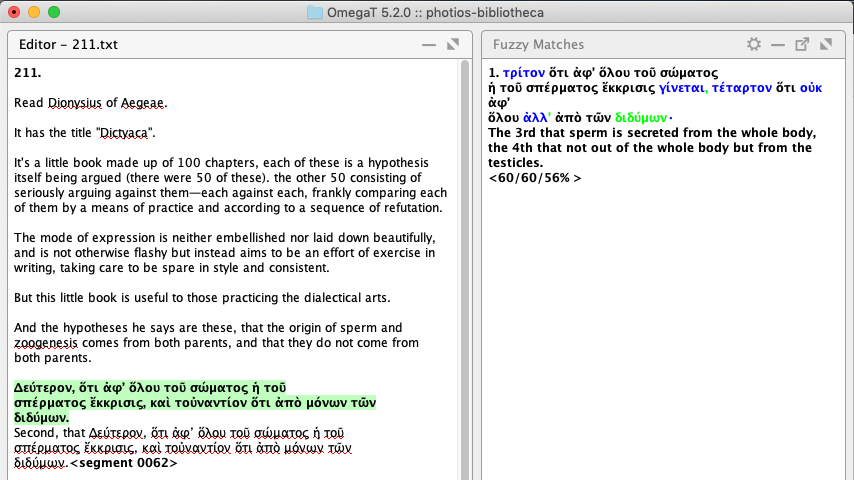 OmegaT 5.2.0 :: photios-bibliotheca
Editor – 211.txt
211.
Read Dionysius of Aegeae.
It has the title "Dictyaca".
It's a little book made up of 100 chapters, each of these is a hypothesis
itself being argued (there were 50 of these). the other 50 consisting of
seriously arguing against them—each against each, frankly comparing each
of them by a means of practice and according to a sequence of refutation.
The mode of expression is neither embellished nor laid down beautifully,
and is not otherwise flashy but instead aims to be an effort of exercise in
writing, taking care to be spare in style and consistent.
But this little book is useful to those practicing the dialectical arts.
And the hypotheses he says are these, that the origin of sperm and
zoogenesis comes from both parents, and that they do not come from
both parents.
Δεύτερον, ὅτι ἀφ’ ὅλου τοῦ σώματος ἡ τοῦ
σπέρματος ἔκκρισις, καὶ τοὐναντίον ὅτι ἀπὸ μόνων τῶν
διδύμων.
Second, that Δεύτερον, ὅτι ἀφ’ ὅλου τοῦ σώματος ἡ τοῦ
σπέρματος ἔκκρισις, καὶ τοὐναντίον ὅτι ἀπὸ μόνων τῶν
διδύμων.<segment 0062>
Fuzzy Matches
1. τρίτον ὅτι ἀφ’ ὅλου τοῦ σώματος
ἡ τοῦ σπέρματος ἔκκρισις γίνεται, τέταρτον ὅτι οὐκ
ἀφ’
ὅλου ἀλλ’ ἀπὸ τῶν διδύμων·
The 3rd that sperm is secreted from the whole body,
the 4th that not out of the whole body but from the
testicles.
<60/60/56% >